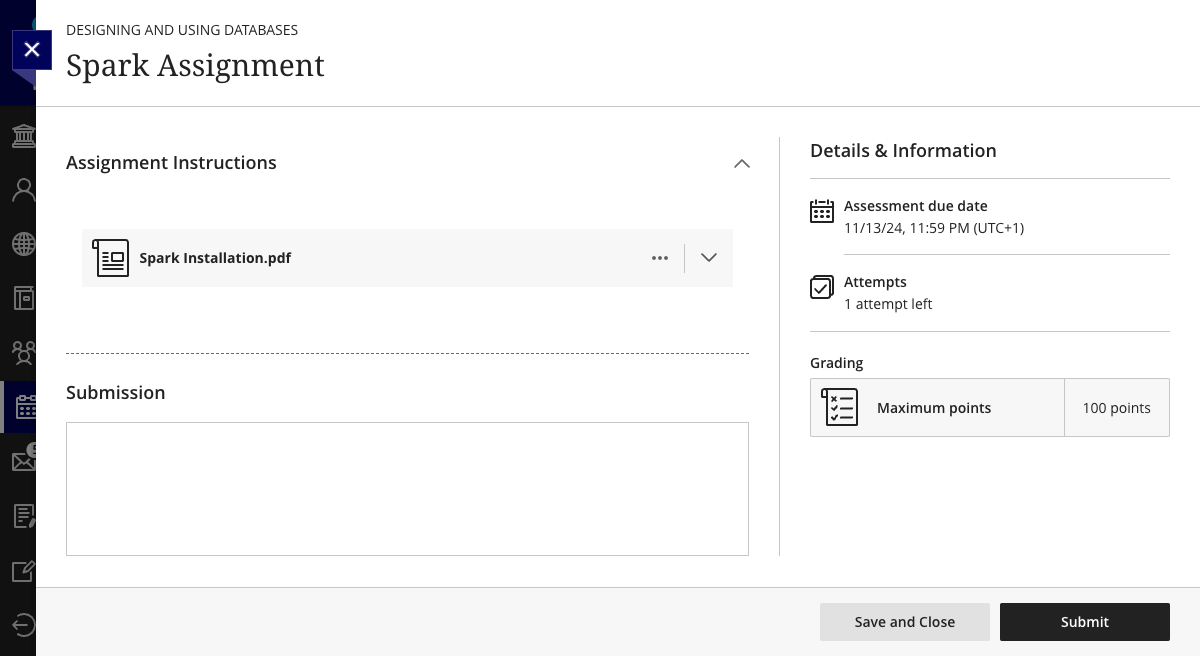 DESIGNING AND USING DATABASES
Spark Assignment
Assignment Instructions
Spark Installation.pdf
Submission
Details & Information
Assessment due date
11/13/24, 11:59 PM (UTC+1)
Attempts
1 attempt left
Grading
Maximum points
100 points
Save and Close
Submit